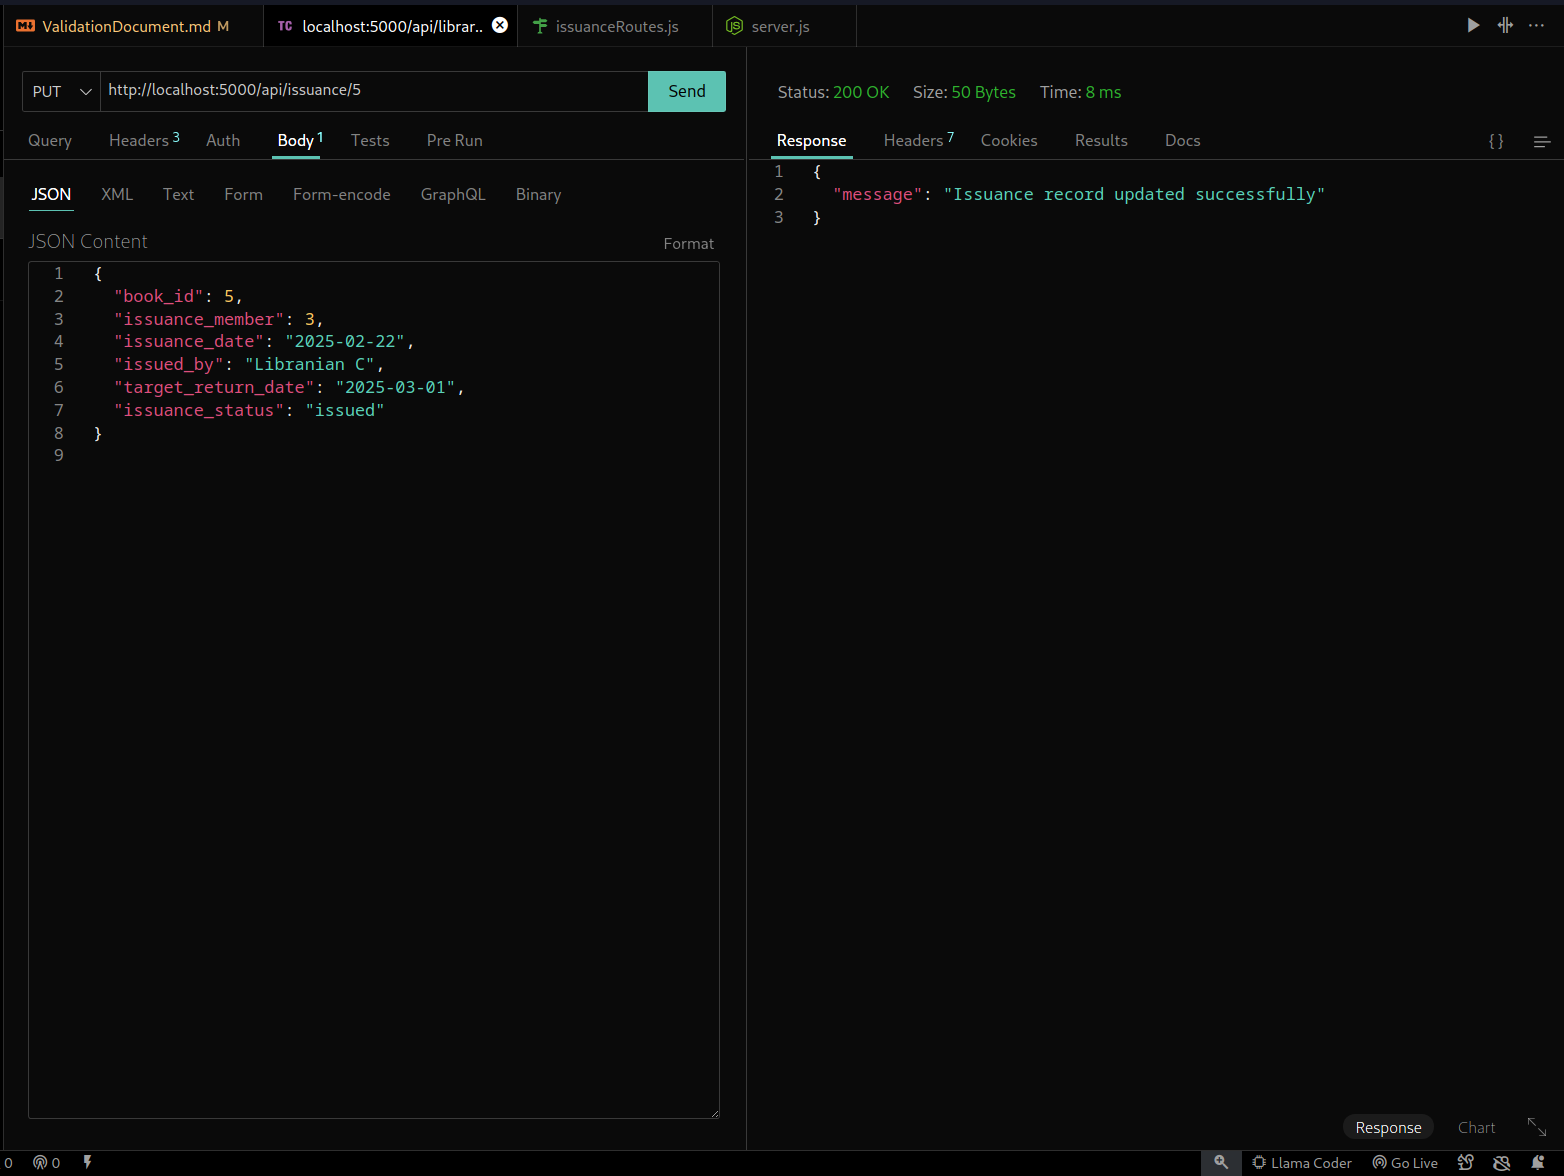 ValidationDocument.md M
TC localhost:5000/api/librar..
issuanceRoutes.js
server.js
PUT http://localhost:5000/api/issuance/5 Send
Query Headers 3 Auth Body 1 Tests Pre Run
JSON XML Text Form Form-encode GraphQL Binary
JSON Content Format
1 {
2 "book_id": 5,
3 "issuance_member": 3,
4 "issuance_date": "2025-02-22",
5 "issued_by": "Libranian C",
6 "target_return_date": "2025-03-01",
7 "issuance_status": "issued"
8 }
9
Status: 200 OK Size: 50 Bytes Time: 8 ms
Response Headers 7 Cookies Results Docs {}
1 {
2 "message": "Issuance record updated successfully"
3 }
Response Chart
0 0 Llama Coder Go Live